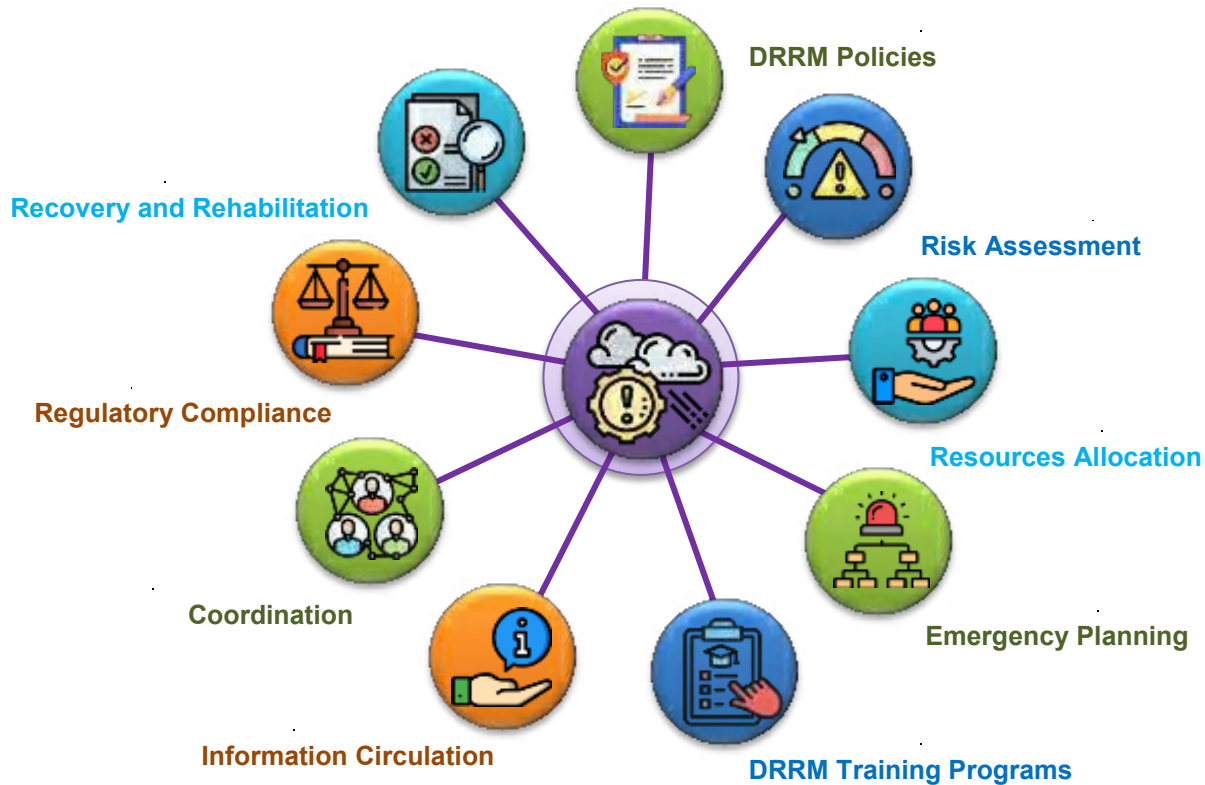 DRRM Policies
Recovery and Rehabilitation
Risk Assessment
Regulatory Compliance
Resources Allocation
Coordination
Emergency Planning
Information Circulation
DRRM Training Programs